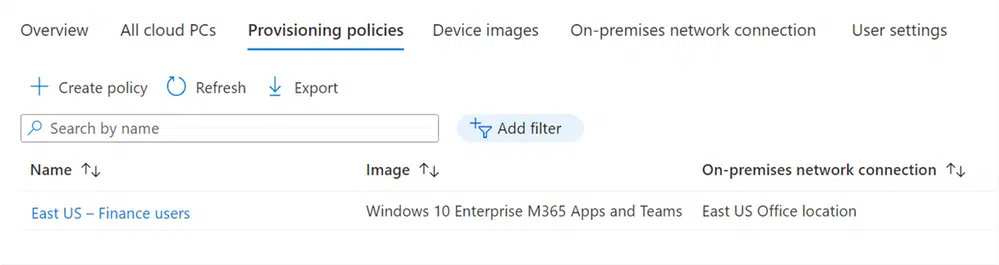 Overview All cloud PCs Provisioning policies Device images On-premises network connection User settings
Create policy Refresh Export
Search by name Add filter
Name Image On-premises network connection
East US – Finance users Windows 10 Enterprise M365 Apps and Teams East US Office location